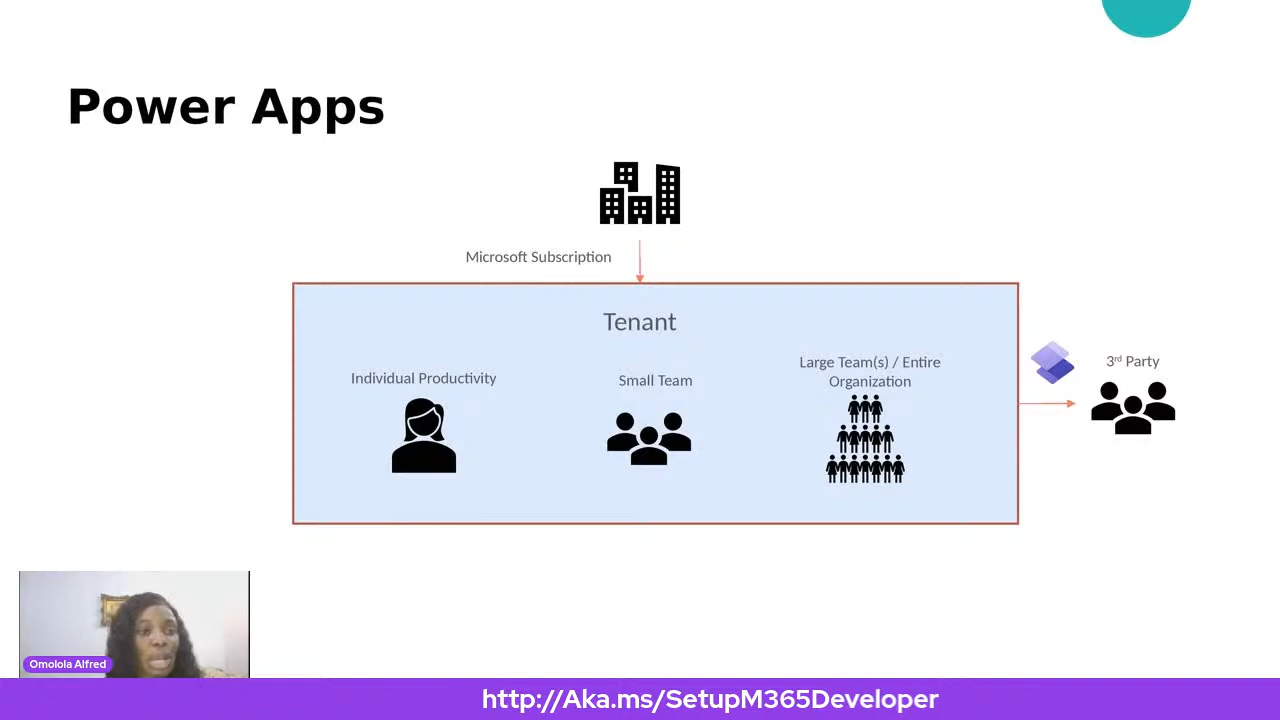 Power Apps
Microsoft Subscription
Tenant
Individual Productivity
Small Team
Large Team(s) / Entire
Organization
3rd Party
Omolola Alfred
http://Aka.ms/SetupM365Developer